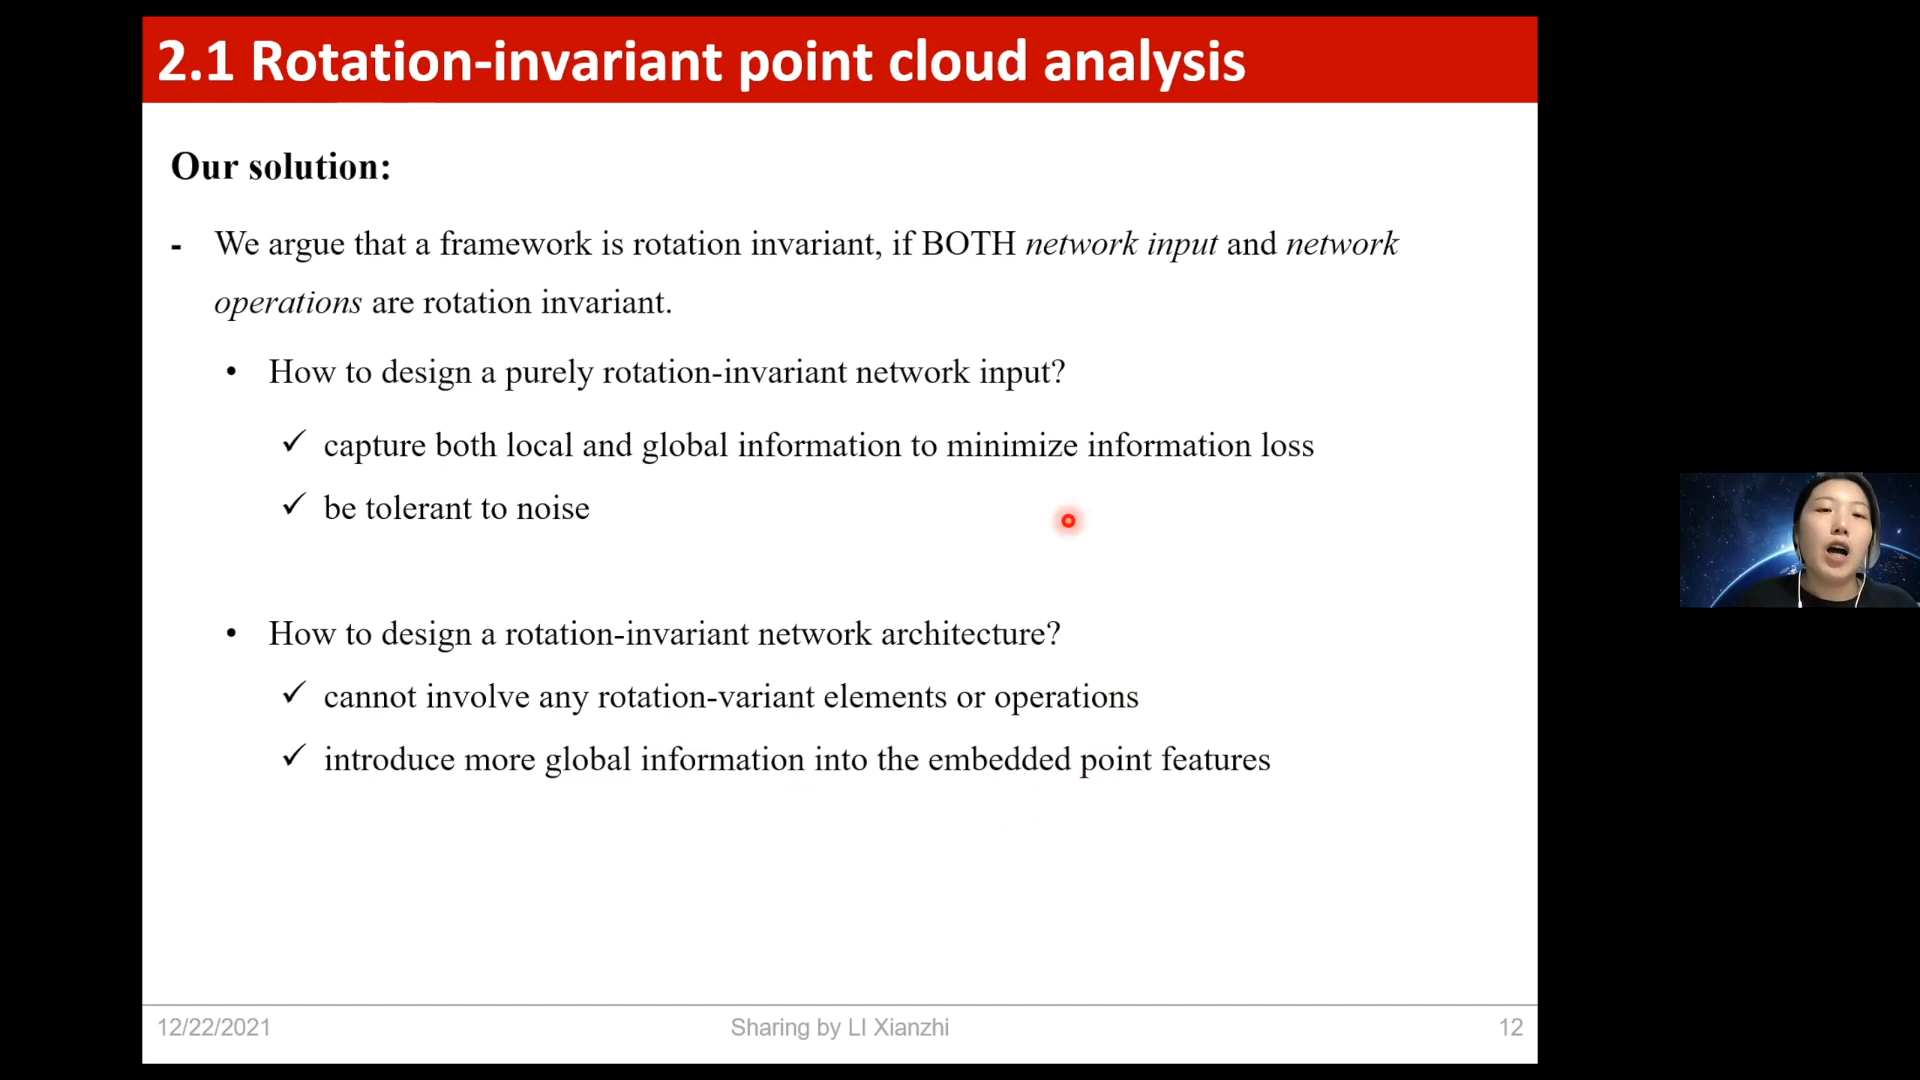 2.1 Rotation-invariant point cloud analysis
Our solution:
- We argue that a framework is rotation invariant, if BOTH network input and network
operations are rotation invariant.
• How to design a purely rotation-invariant network input?
✓ capture both local and global information to minimize information loss
✓ be tolerant to noise
• How to design a rotation-invariant network architecture?
✓ cannot involve any rotation-variant elements or operations
✓ introduce more global information into the embedded point features
12/22/2021
Sharing by LI Xianzhi
12